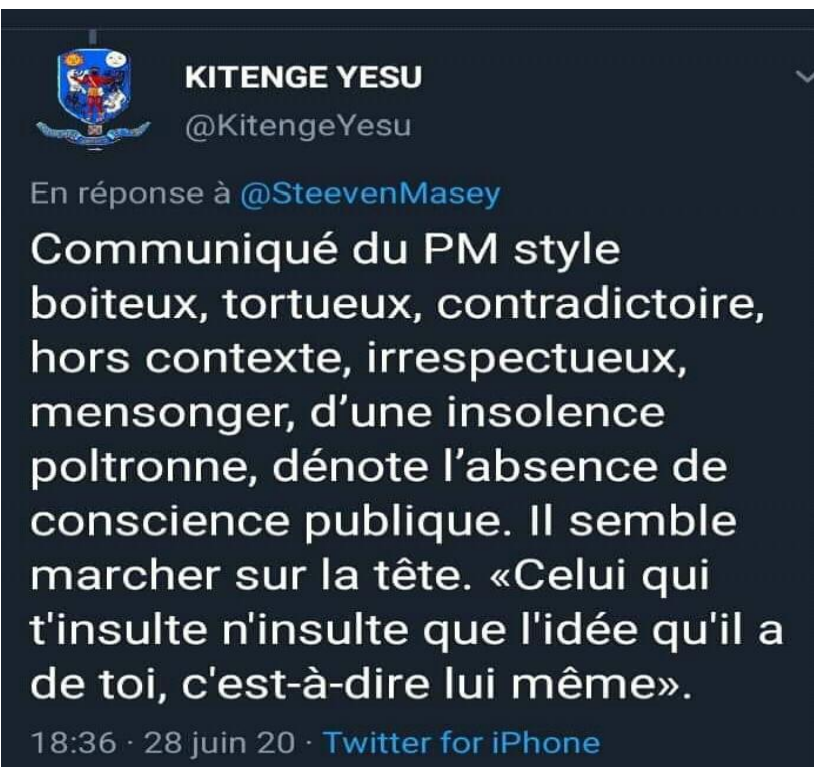 KITENGE YESU
@KitengeYesu
En réponse à @SteevenMasey
Communiqué du PM style
boiteux, tortueux, contradictoire,
hors contexte, irrespectueux,
mensonger, d’une insolence
poltronne, dénote l’absence de
conscience publique. Il semble
marcher sur la tête. «Celui qui
t'insulte n'insulte que l'idée qu'il a
de toi, c'est-à-dire lui même».
18:36 · 28 juin 20 · Twitter for iPhone